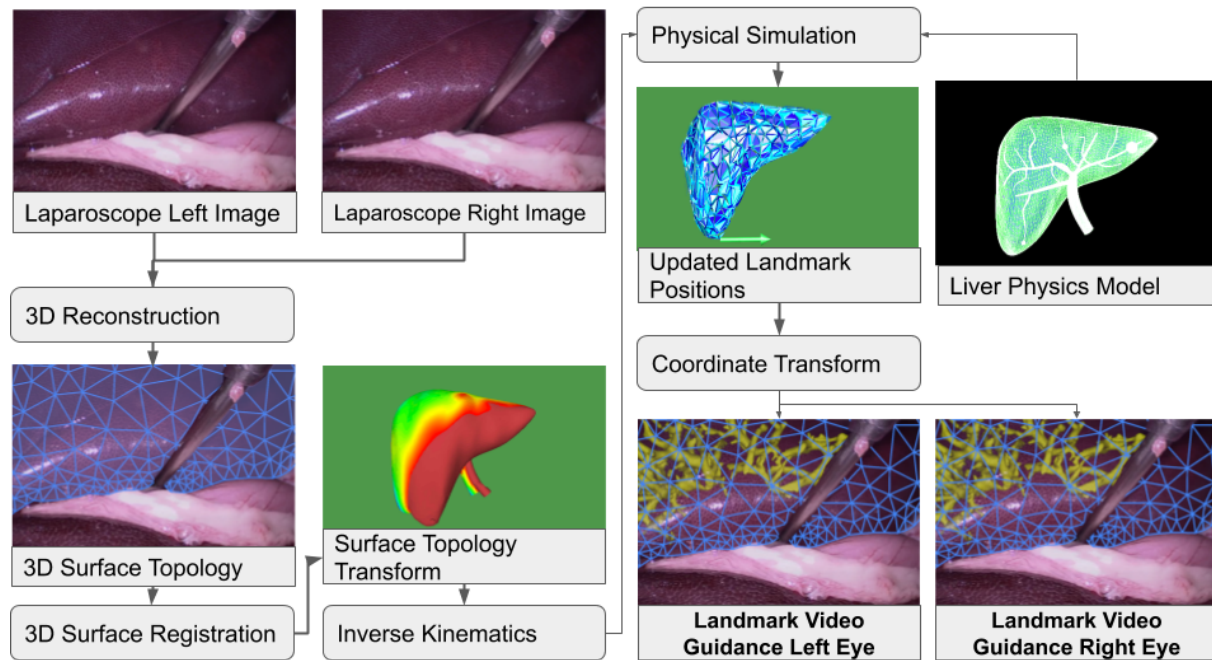 Laparoscope Left Image
Laparoscope Right Image
3D Reconstruction
3D Surface Topology
3D Surface Registration
Surface Topology
Transform
Inverse Kinematics
Physical Simulation
Updated Landmark
Positions
Liver Physics Model
Coordinate Transform
Landmark Video
Guidance Left Eye
Landmark Video
Guidance Right Eye